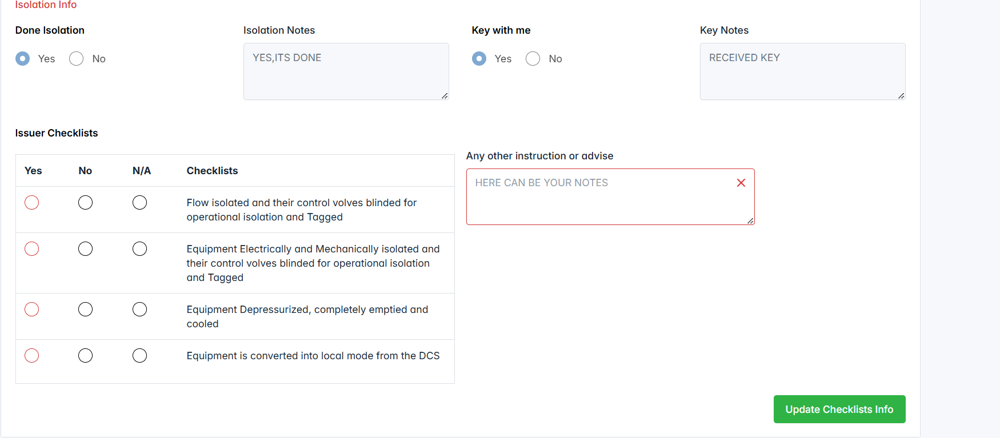 Isolation Info
Done Isolation
Isolation Notes
Key with me
Key Notes
Yes
No
YES,ITS DONE
Yes
No
RECEIVED KEY
Issuer Checklists
Any other instruction or advise
Yes No N/A Checklists
HERE CAN BE YOUR NOTES
Flow isolated and their control volves blinded for
operational isolation and Tagged
Equipment Electrically and Mechanically isolated and
their control volves blinded for operational isolation
and Tagged
Equipment Depressurized, completely emptied and
cooled
Equipment is converted into local mode from the DCS
Update Checklists Info